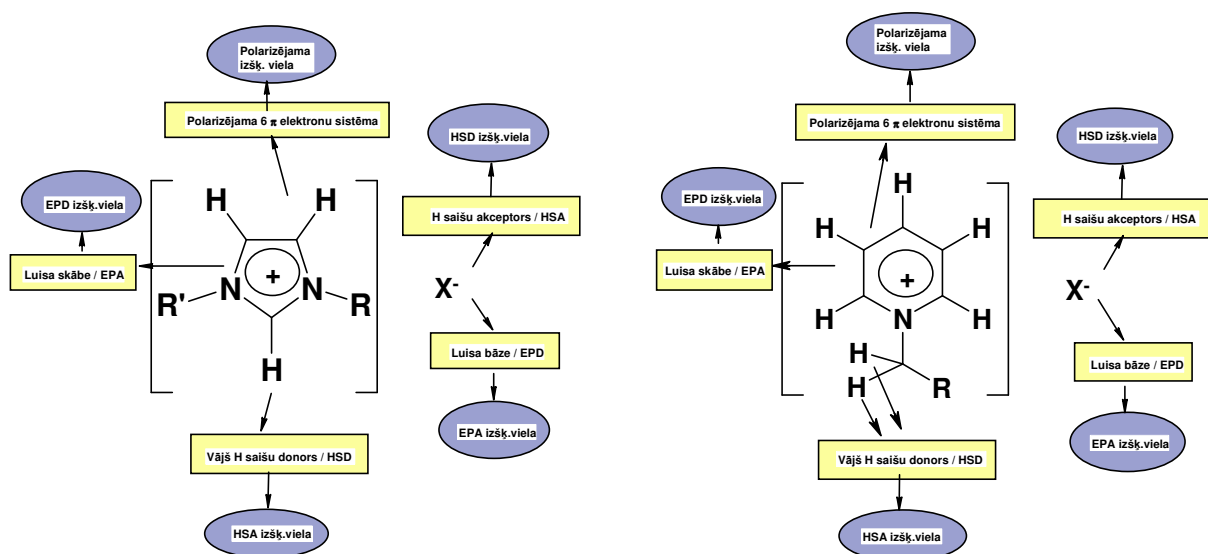 Polarizējama
izšķ. viela
Polarizējama 6 π elektronu sistēma
HSD izšķ.viela
EPD izšķ.viela
H saišu akceptors / HSA
Luisa skābe / EPA
H
H
+
R'
N
N
R
H
X-
Luisa bāze / EPD
Vājš H saišu donors / HSD
EPA izšķ.viela
HSA izšķ.viela
Polarizējama
izšķ. viela
Polarizējama 6 π elektronu sistēma
HSD izšķ.viela
EPD izšķ.viela
H saišu akceptors / HSA
Luisa skābe / EPA
H
H
H
+
H
N
H
H
H
R
X-
Luisa bāze / EPD
Vājš H saišu donors / HSD
EPA izšķ.viela
HSA izšķ.viela